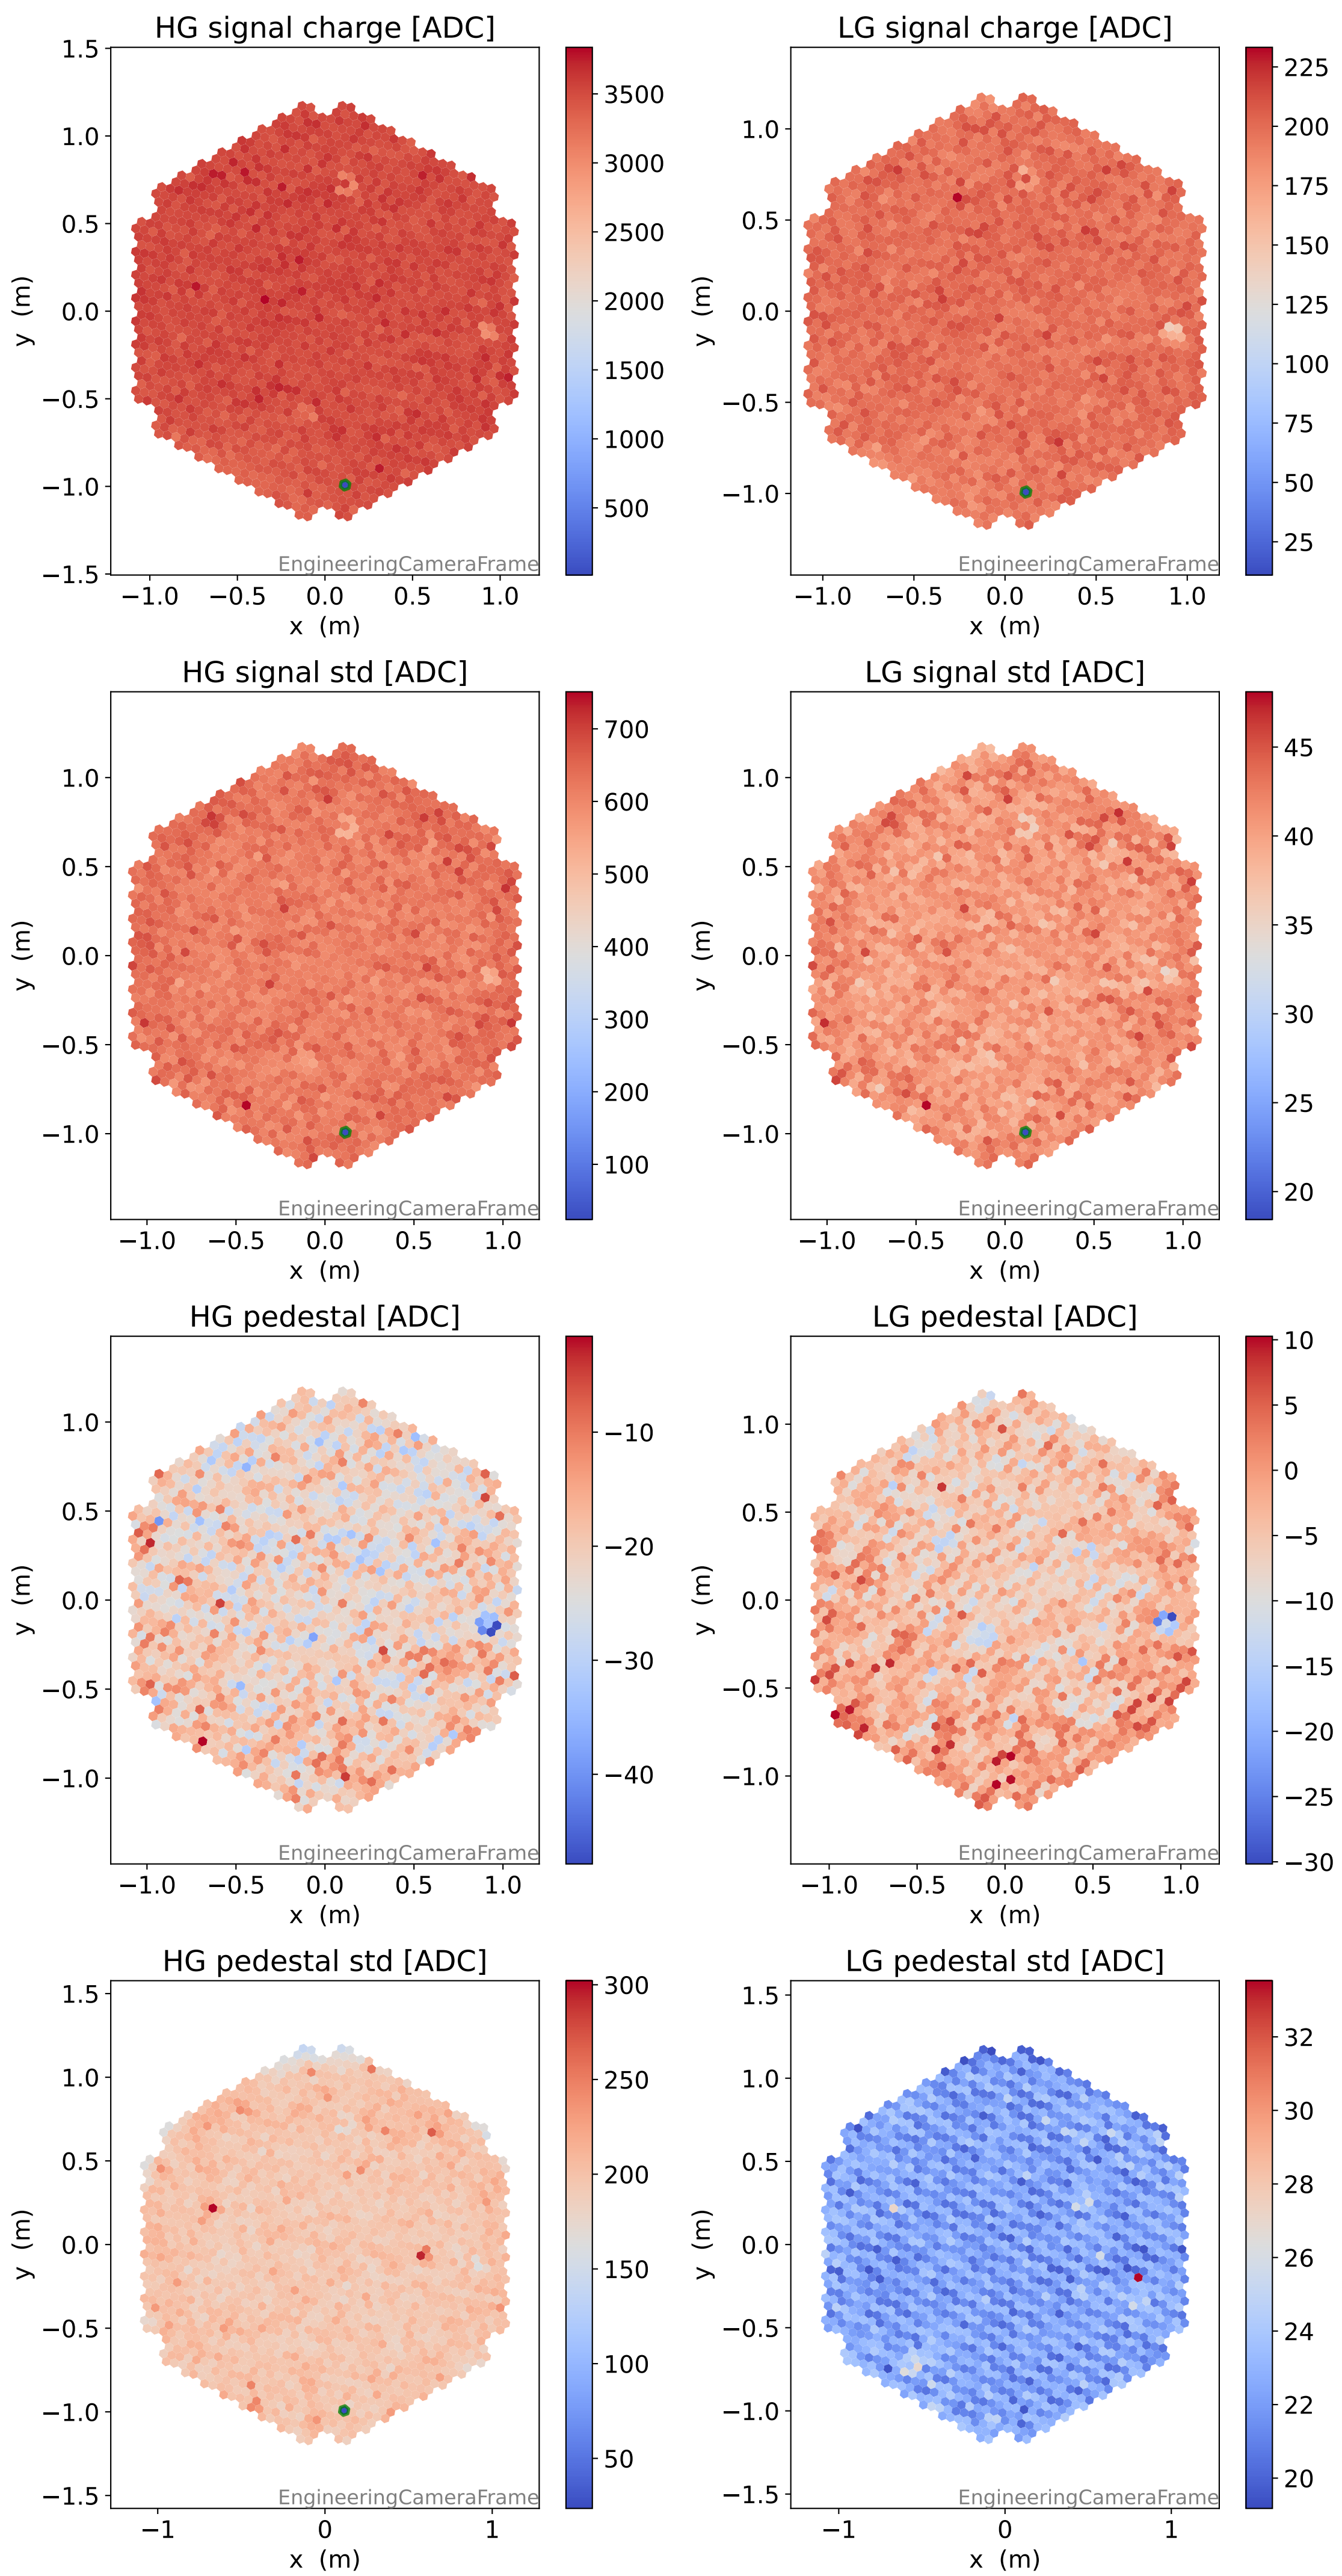 HG signal charge [ADC]
1.5
1.0
0.5
0.0
−0.5
−1.0
−1.5
y (m)
−1.0 −0.5 0.0 0.5 1.0
x (m)
EngineeringCameraFrame
3500
3000
2500
2000
1500
1000
500
LG signal charge [ADC]
1.0
0.5
0.0
−0.5
−1.0
y (m)
−1.0 −0.5 0.0 0.5 1.0
x (m)
EngineeringCameraFrame
225
200
175
150
125
100
75
50
25
HG signal std [ADC]
1.0
0.5
0.0
−0.5
−1.0
y (m)
−1.0 −0.5 0.0 0.5 1.0
x (m)
EngineeringCameraFrame
700
600
500
400
300
200
100
LG signal std [ADC]
1.0
0.5
0.0
−0.5
−1.0
y (m)
−1.0 −0.5 0.0 0.5 1.0
x (m)
EngineeringCameraFrame
45
40
35
30
25
20
HG pedestal [ADC]
1.0
0.5
0.0
−0.5
−1.0
y (m)
−1.0 −0.5 0.0 0.5 1.0
x (m)
EngineeringCameraFrame
−10
−20
−30
−40
LG pedestal [ADC]
1.0
0.5
0.0
−0.5
−1.0
y (m)
−1.0 −0.5 0.0 0.5 1.0
x (m)
EngineeringCameraFrame
10
5
0
−5
−10
−15
−20
−25
−30
HG pedestal std [ADC]
1.5
1.0
0.5
0.0
−0.5
−1.0
−1.5
y (m)
−1 0 1
x (m)
EngineeringCameraFrame
300
250
200
150
100
50
LG pedestal std [ADC]
1.5
1.0
0.5
0.0
−0.5
−1.0
−1.5
y (m)
−1 0 1
x (m)
EngineeringCameraFrame
32
30
28
26
24
22
20